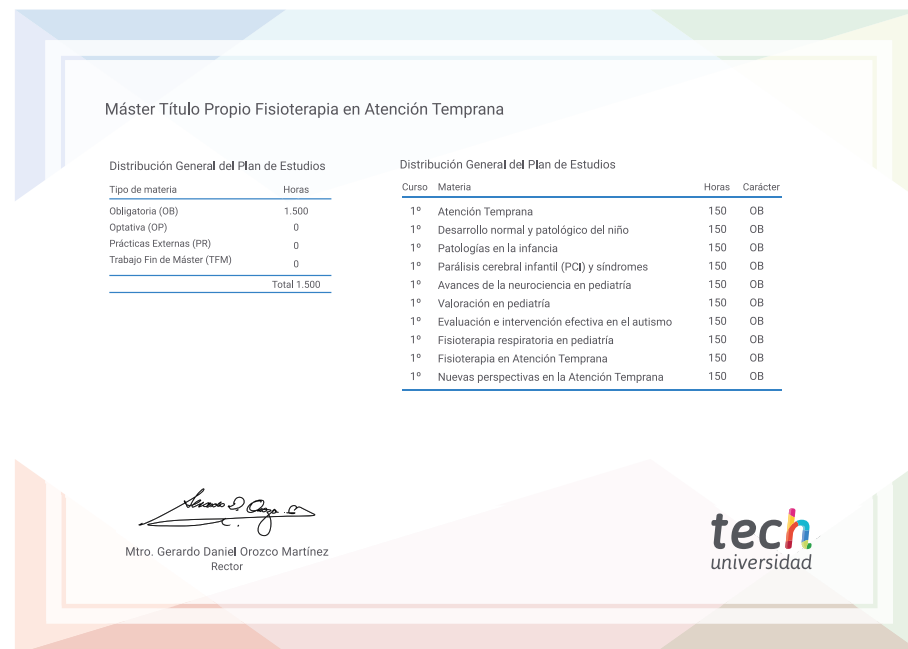 Máster Título Propio Fisioterapia en Atención Temprana
Distribución General del Plan de Estudios
Tipo de materia Horas
Obligatoria (OB) 1.500
Optativa (OP) 0
Prácticas Externas (PR) 0
Trabajo Fin de Máster (TFM) 0
Total 1.500
Distribución General del Plan de Estudios
Curso Materia Horas Carácter
1º Atención Temprana 150 OB
1º Desarrollo normal y patológico del niño 150 OB
1º Patologías en la infancia 150 OB
1º Parálisis cerebral infantil (PCI) y síndromes 150 OB
1º Avances de la neurociencia en pediatría 150 OB
1º Valoración en pediatría 150 OB
1º Evaluación e intervención efectiva en el autismo 150 OB
1º Fisioterapia respiratoria en pediatría 150 OB
1º Fisioterapia en Atención Temprana 150 OB
1º Nuevas perspectivas en la Atención Temprana 150 OB
Mtro. Gerardo Daniel Orozco Martínez
Rector
tech
universidad